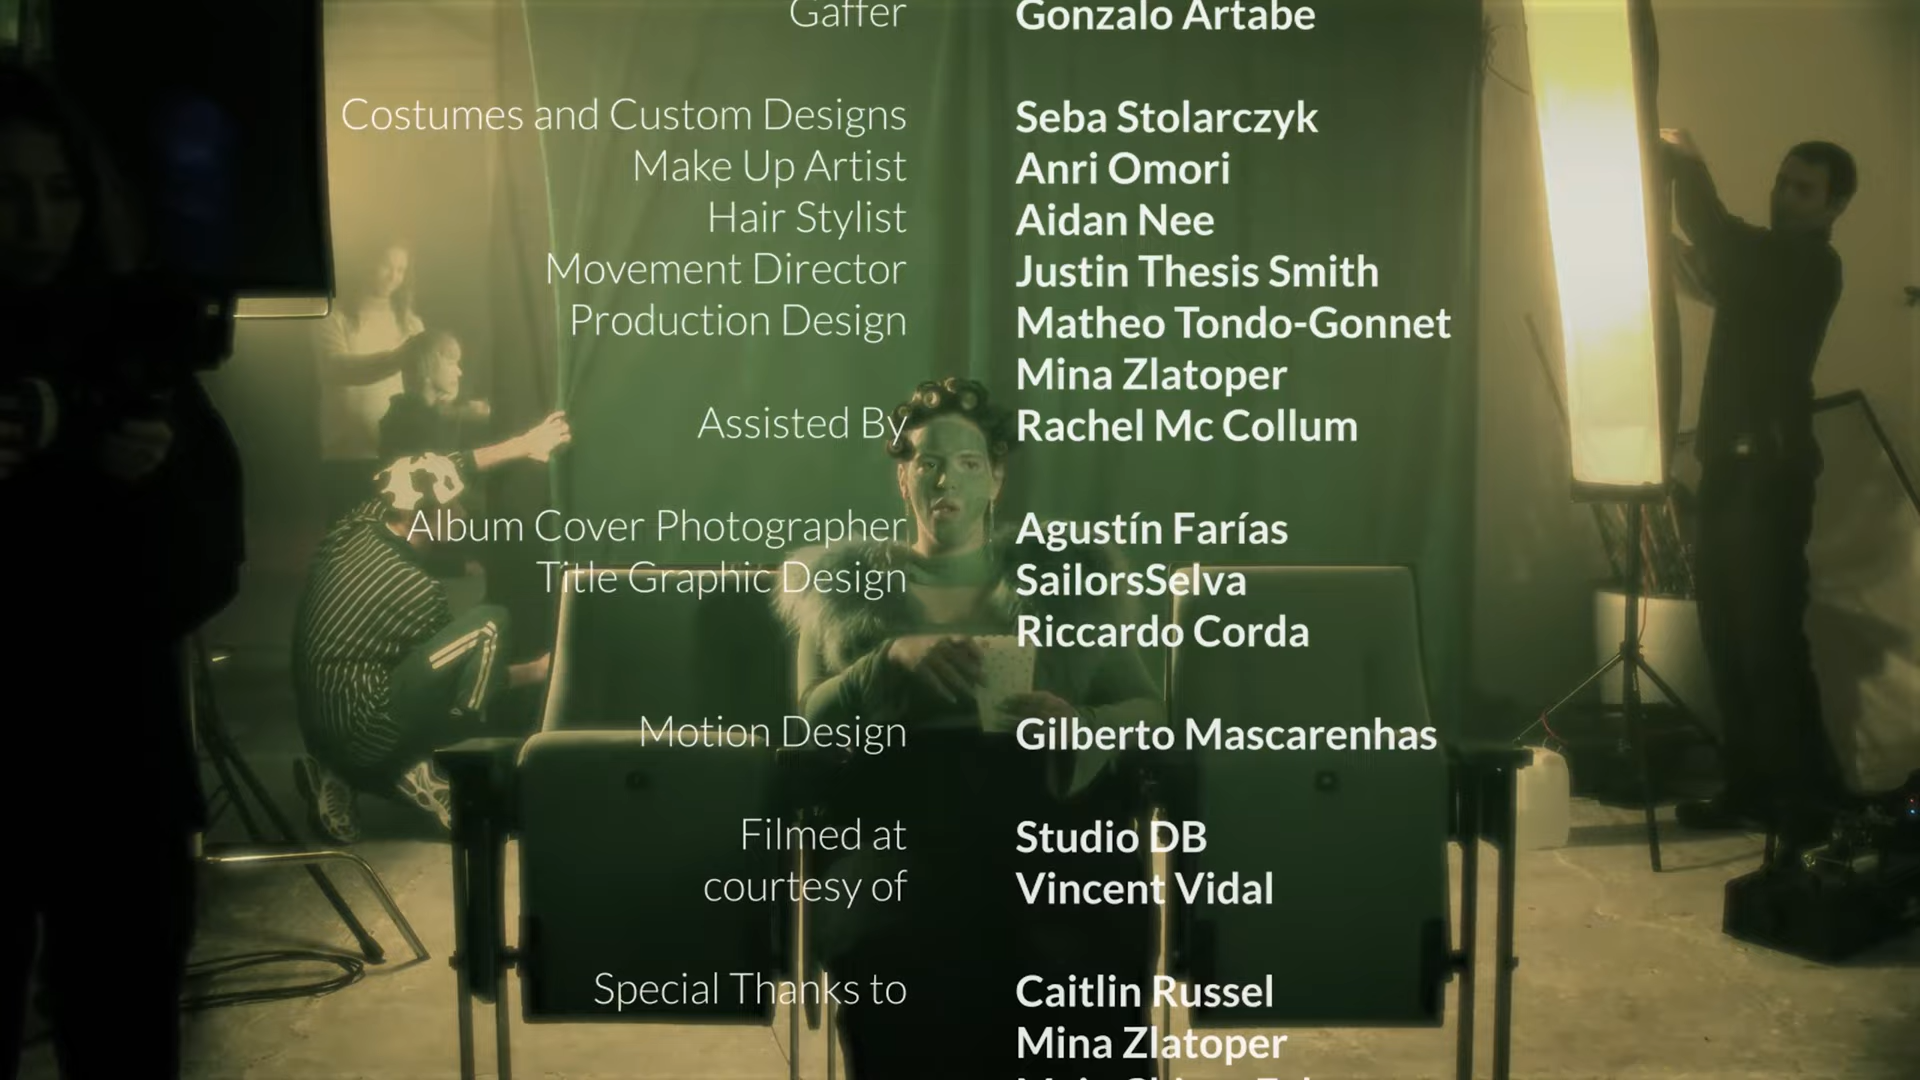 Gaffer Gonzalo Artabe
Costumes and Custom Designs Seba Stolarczyk
Make Up Artist Anri Omori
Hair Stylist Aidan Nee
Movement Director Justin Thesis Smith
Production Design Matheo Tondo-Gonnet
Mina Zlatoper
Assisted By Rachel Mc Collum
Album Cover Photographer Agustín Farías
Title Graphic Design SailorsSelva
Riccardo Corda
Motion Design Gilberto Mascarenhas
Filmed at Studio DB
courtesy of Vincent Vidal
Special Thanks to Caitlin Russel
Mina Zlatoper